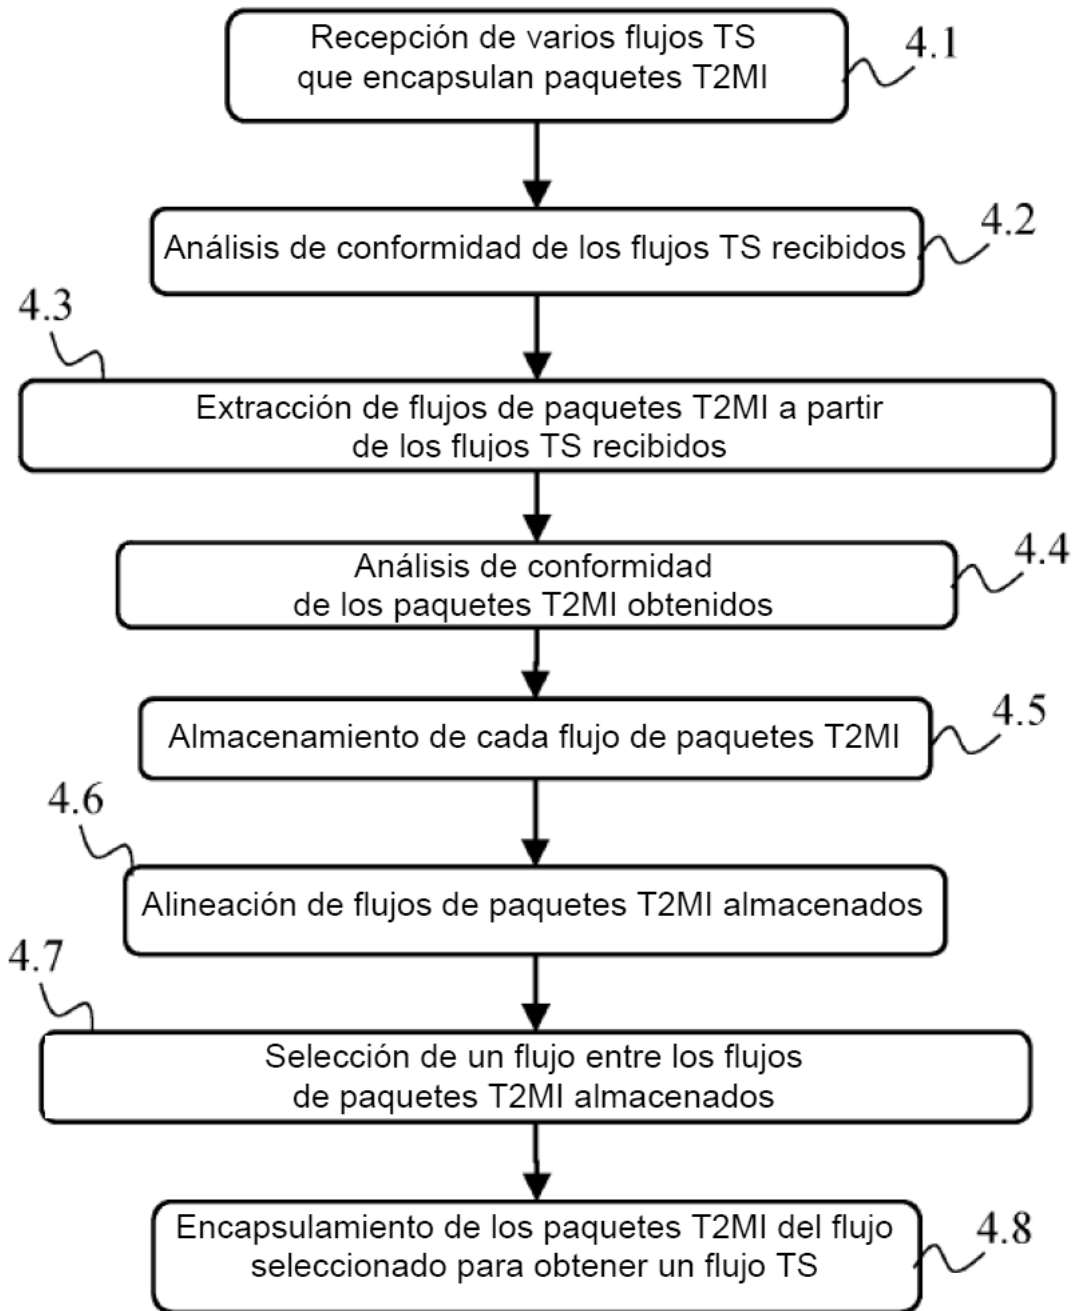 Recepción de varios flujos TS
que encapsulan paquetes T2MI
4.1
Análisis de conformidad de los flujos TS recibidos
4.2
4.3
Extracción de flujos de paquetes T2MI a partir
de los flujos TS recibidos
Análisis de conformidad
de los paquetes T2MI obtenidos
4.4
Almacenamiento de cada flujo de paquetes T2MI
4.5
4.6
Alineación de flujos de paquetes T2MI almacenados
4.7
Selección de un flujo entre los flujos
de paquetes T2MI almacenados
Encapsulamiento de los paquetes T2MI del flujo
seleccionado para obtener un flujo TS
4.8